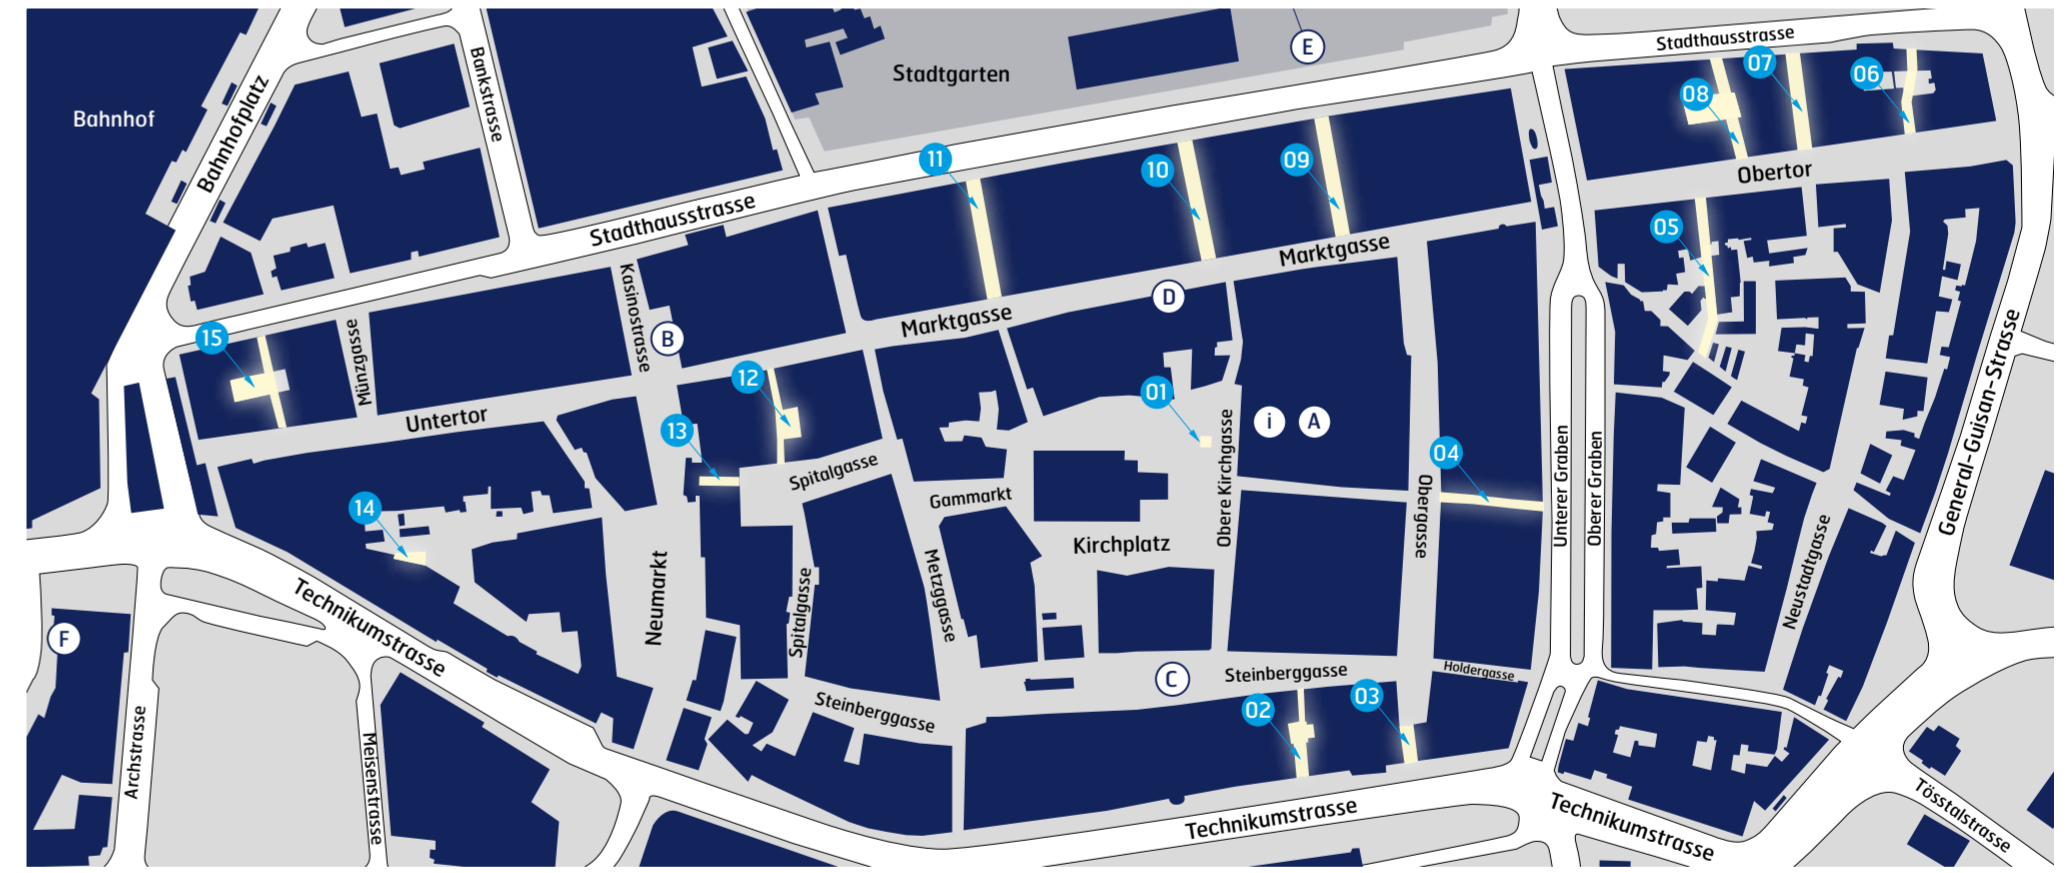 Stadthausstrasse
E
07
Stadtgarten
06
Bankstrasse
08
Bahnhof
Bahnhofplatz
11
09
10
Obertor
Stadthausstrasse
05
Marktgasse
Kasinostrasse
D
Marktgasse
15
B
Münzgasse
General-Guisan-Strasse
12
01
Untertor
i
A
13
Obere Kirchgasse
04
Unterer Graben
Oberer Graben
Spitalgasse
Gammarkt
14
Obergasse
Kirchplatz
Metzggasse
Neumarkt
Spitalgasse
Neustadtgasse
Technikumstrasse
F
Steinberggasse
Holdergasse
C
03
02
Steinberggasse
Archstrasse
Meisenstrasse
Technikumstrasse
Technikumstrasse
Tösstalstrasse